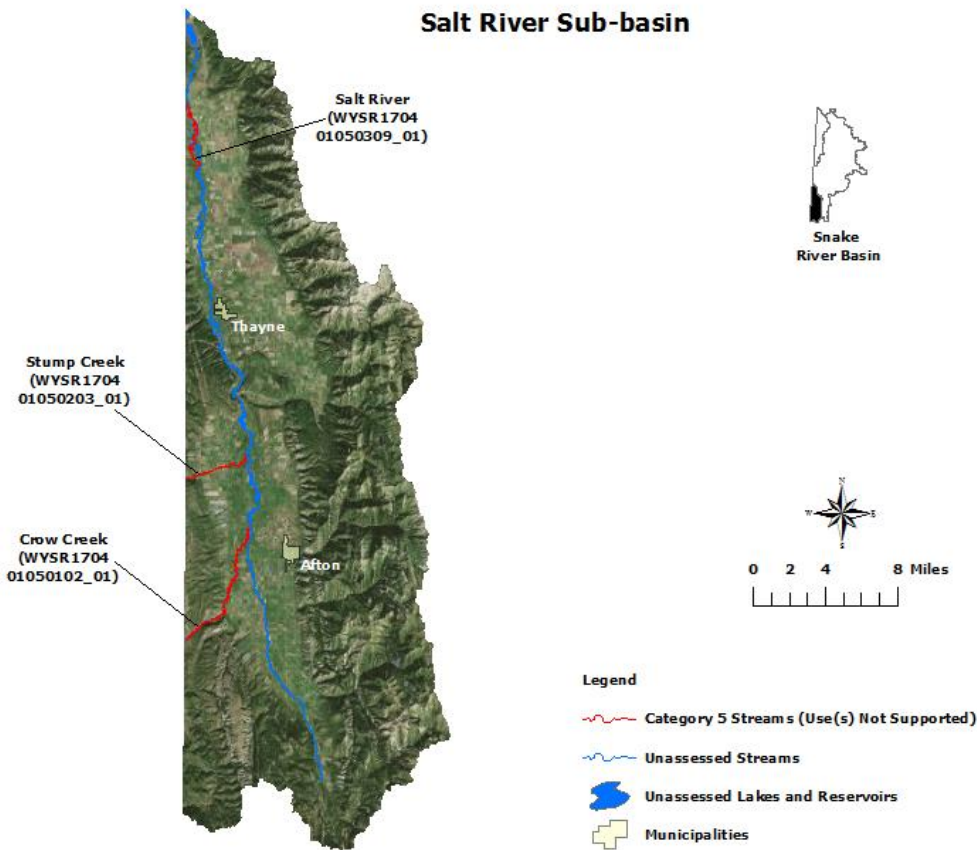 Salt River Sub-basin
Salt River
(WYSR1704
01050309_01)
Snake
River Basin
Thayne
Stump Creek
(WYSR1704
01050203_01)
Crow Creek
(WYSR1704
01050102_01)
Afton
N
W
E
S
0 2 4 8 Miles
Legend
Category 5 Streams (Use(s) Not Supported)
Unassessed Streams
Unassessed Lakes and Reservoirs
Municipalities